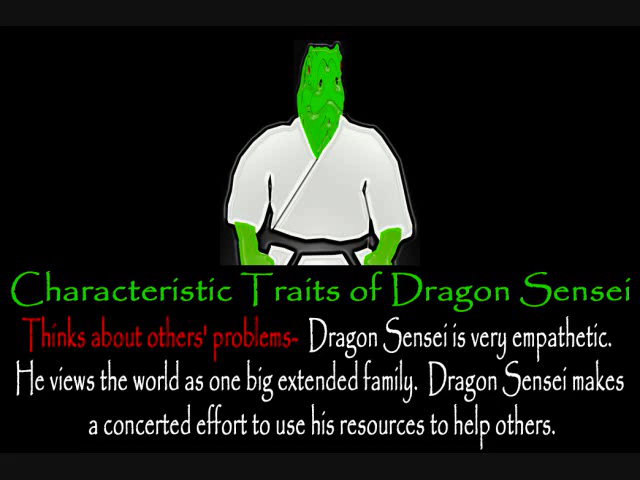 Characteristic Traits of Dragon Sensei
Thinks about others' problems- Dragon Sensei is very empathetic.
He views the world as one big extended family. Dragon Sensei makes
a concerted effort to use his resources to help others.